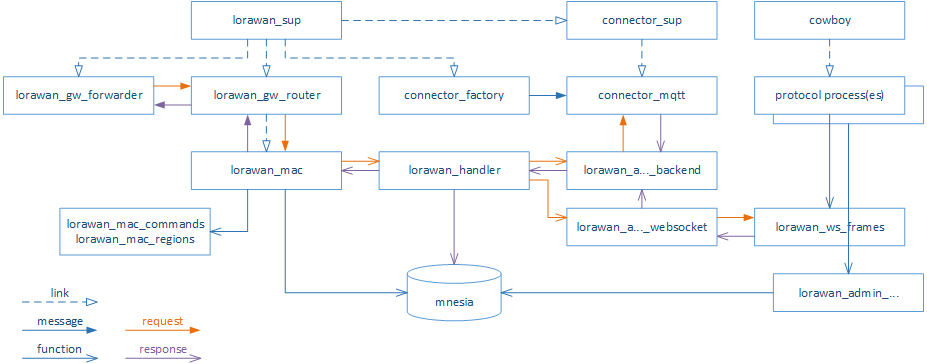 lorawan_sup
connector_sup
cowboy
lorawan_gw_forwarder
lorawan_gw_router
connector_factory
connector_mqtt
protocol process(es)
lorawan_mac
lorawan_handler
lorawan_a..._backend
lorawan_mac_commands
lorawan_mac_regions
lorawan_a..._websocket
lorawan_ws_frames
mnesia
lorawan_admin_...
link
message
request
function
response